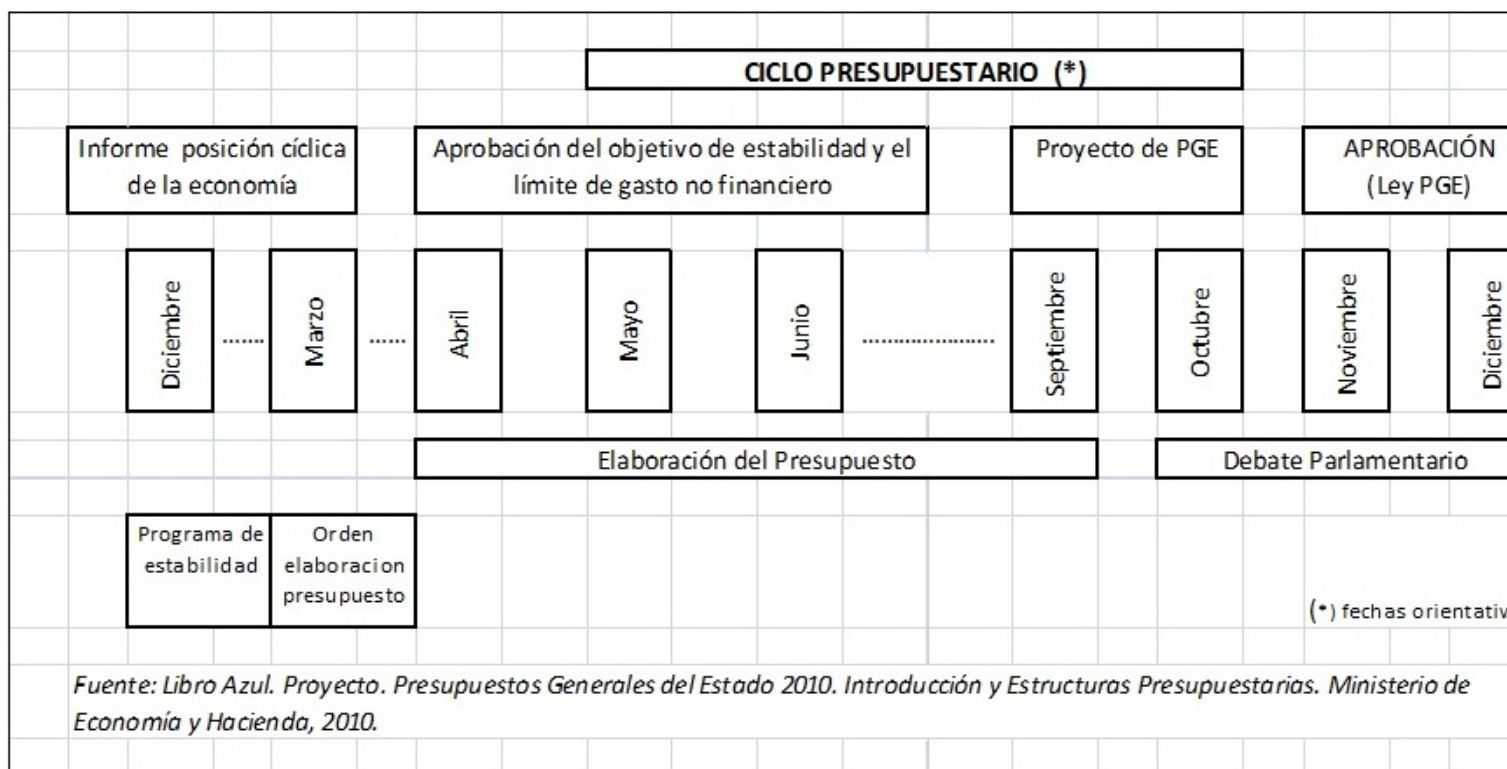 CICLO PRESUPUESTARIO (*)
Informe posición cíclica
de la economía
Aprobación del objetivo de estabilidad y el
límite de gasto no financiero
Proyecto de PGE
APROBACIÓN
(Ley PGE)
Diciembre
........
Marzo
.......
Abril
Mayo
Junio
......................
Septiembre
Octubre
Noviembre
Diciembre
Elaboración del Presupuesto
Debate Parlamentario
Programa de
estabilidad
Orden
elaboracion
presupuesto
(*) fechas orientativ
Fuente: Libro Azul. Proyecto. Presupuestos Generales del Estado 2010. Introducción y Estructuras Presupuestarias. Ministerio de
Economía y Hacienda, 2010.